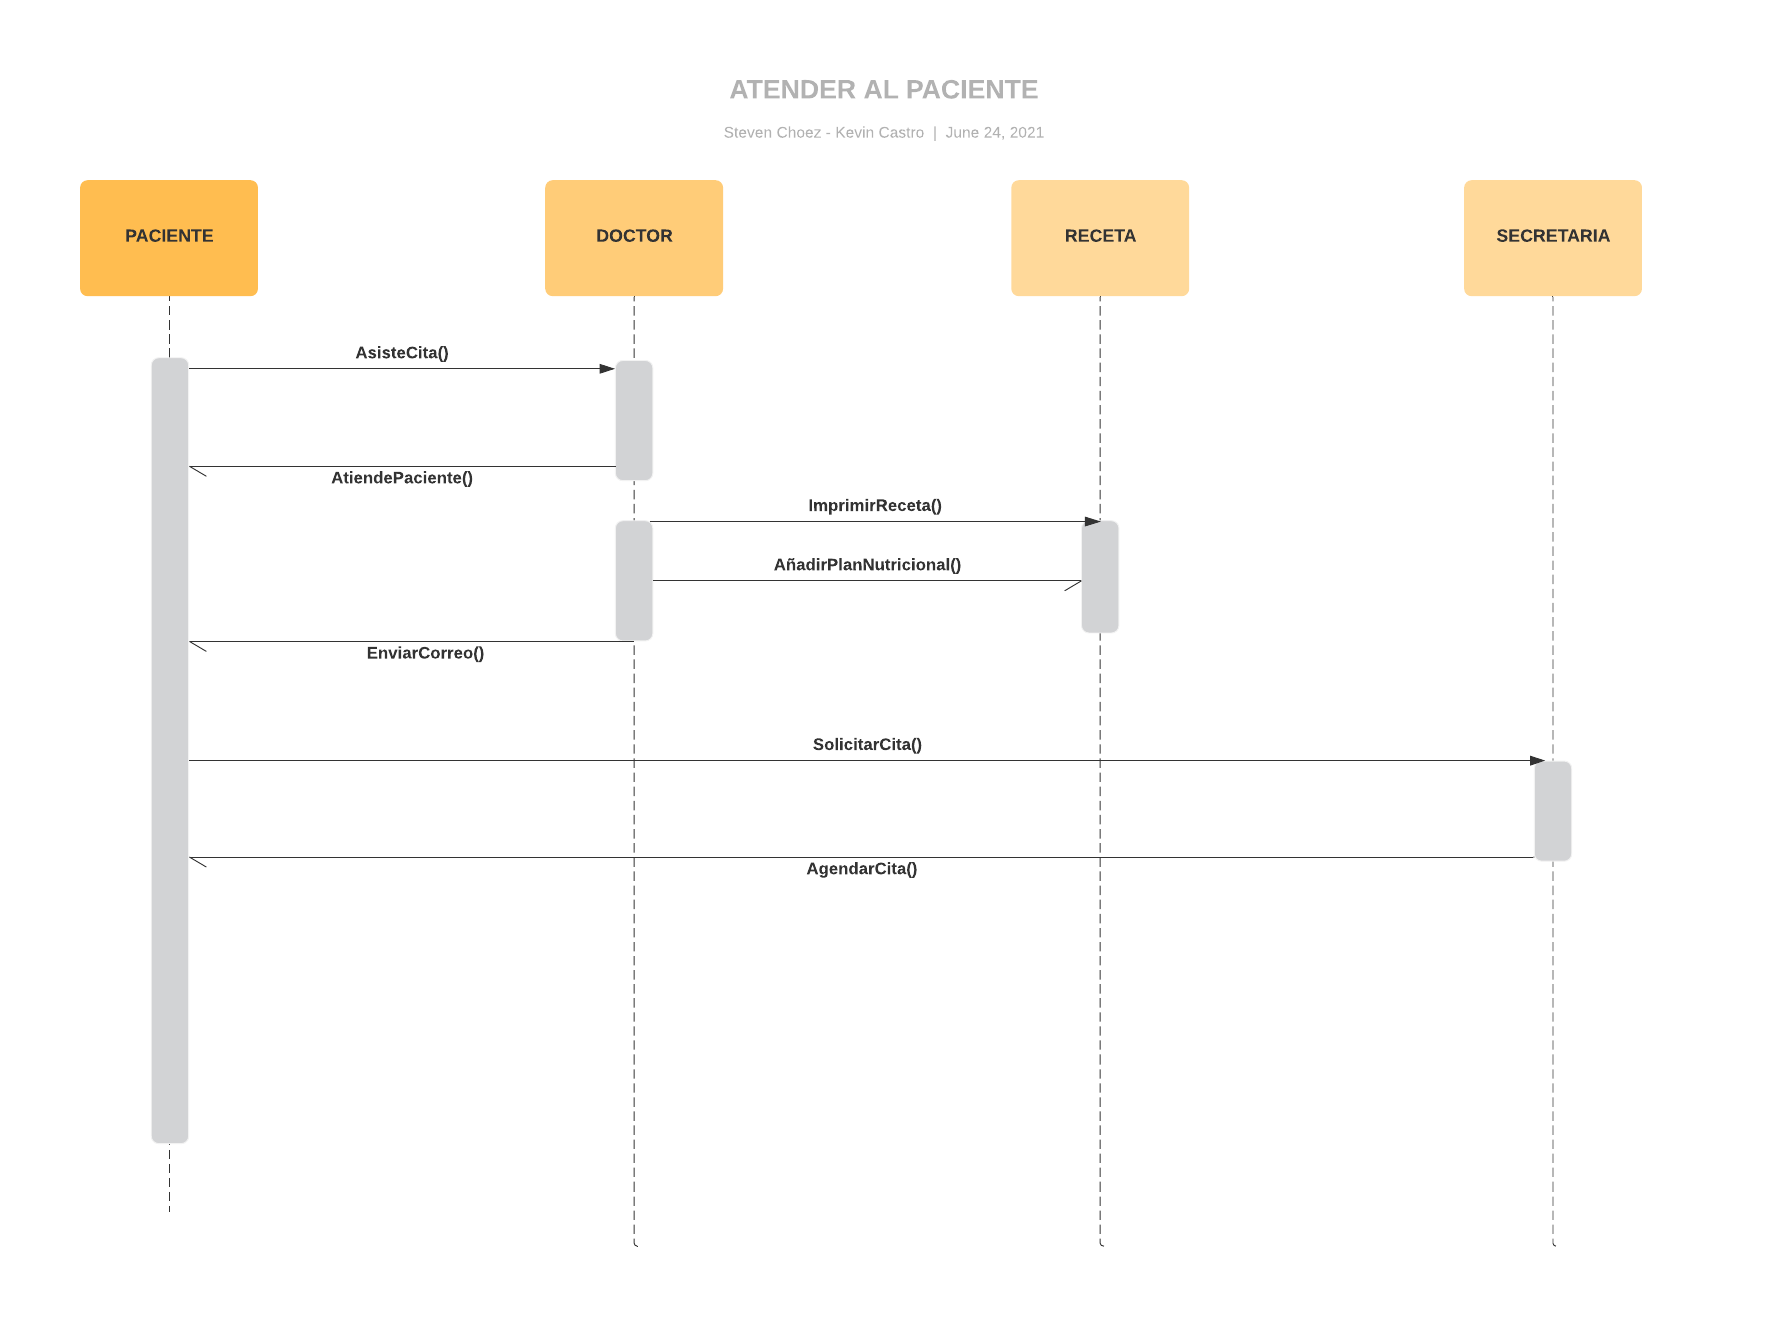 ATENDER AL PACIENTE
Steven Choez - Kevin Castro | June 24, 2021
PACIENTE
DOCTOR
RECETA
SECRETARIA
AsisteCita()
AtiendePaciente()
ImprimirReceta()
AñadirPlanNutricional()
EnviarCorreo()
SolicitarCita()
AgendarCita()